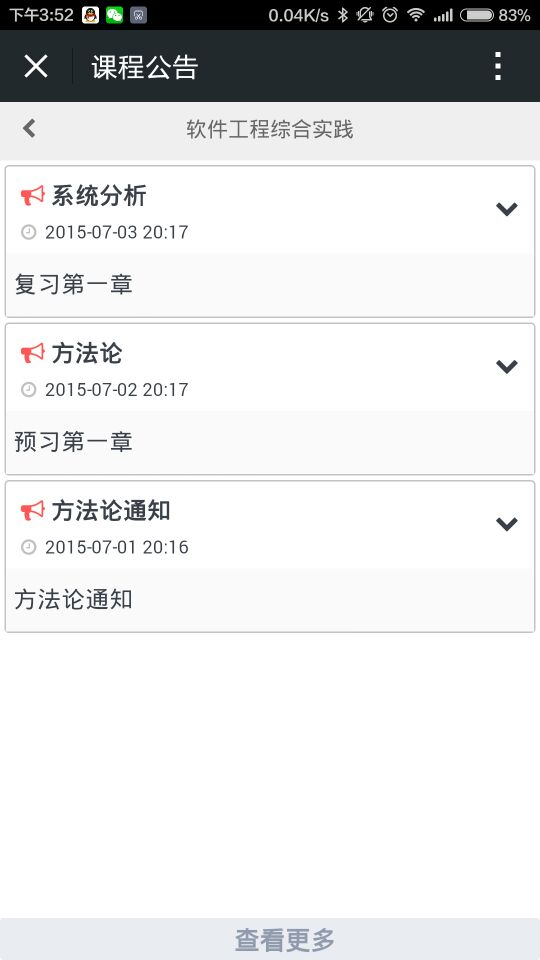 下午3:52 0.04K/s 83%
课程公告
软件工程综合实践
系统分析
2015-07-03 20:17
复习第一章
方法论
2015-07-02 20:17
预习第一章
方法论通知
2015-07-01 20:16
方法论通知
查看更多